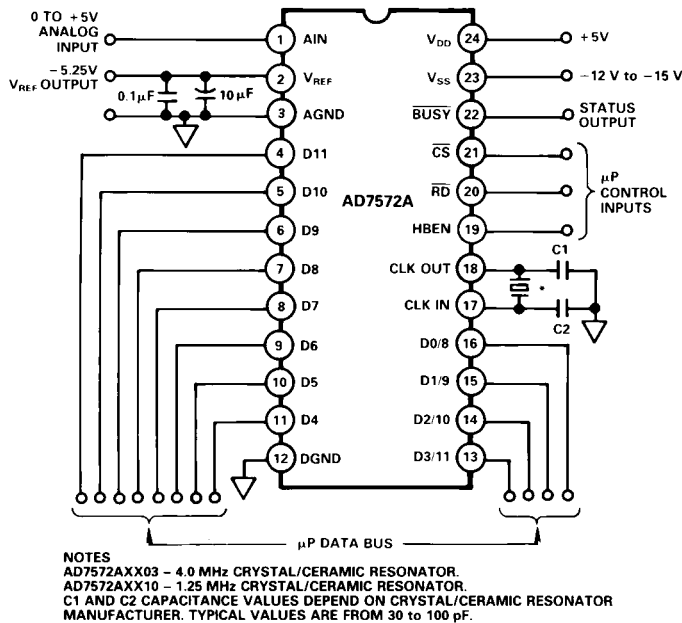 0 TO +5V
ANALOG
INPUT
1 AIN
–5.25V
VREF OUTPUT
2 VREF
0.1µF
10µF
3 AGND
4 D11
5 D10
6 D9
7 D8
8 D7
9 D6
10 D5
11 D4
12 DGND
AD7572A
VDD 24
+5V
VSS 23
–12 V to –15 V
BUSY 22
STATUS
OUTPUT
CS 21
RD 20
HBEN 19
µP
CONTROL
INPUTS
CLK OUT 18
C1
CLK IN 17
C2
D0/8 16
D1/9 15
D2/10 14
D3/11 13
µP DATA BUS
NOTES
AD7572AXX03 – 4.0 MHz CRYSTAL/CERAMIC RESONATOR.
AD7572AXX10 – 1.25 MHz CRYSTAL/CERAMIC RESONATOR.
C1 AND C2 CAPACITANCE VALUES DEPEND ON CRYSTAL/CERAMIC RESONATOR
MANUFACTURER. TYPICAL VALUES ARE FROM 30 to 100 pF.